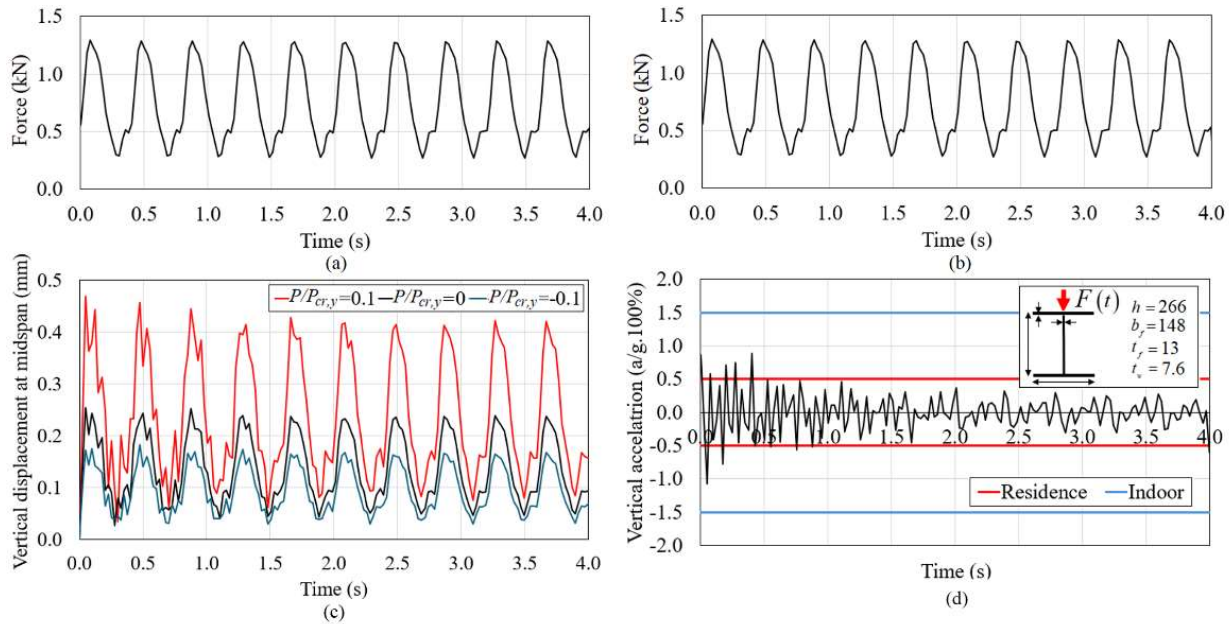 1.5
1.0
0.5
0.0
Force (kN)
0.0 0.5 1.0 1.5 2.0 2.5 3.0 3.5 4.0
Time (s)
(a)
1.5
1.0
0.5
0.0
Force (kN)
0.0 0.5 1.0 1.5 2.0 2.5 3.0 3.5 4.0
Time (s)
(b)
0.5
0.4
0.3
0.2
0.1
0.0
Vertical displacement at midspan (mm)
P/Pcr,y=0.1 P/Pcr,y=0 P/Pcr,y=-0.1
0.0 0.5 1.0 1.5 2.0 2.5 3.0 3.5 4.0
Time (s)
(c)
2.0
1.5
1.0
0.5
0.0
-0.5
-1.0
-1.5
-2.0
Vertical accelatrion (a/g.100%)
F(t)
h = 266
bf = 148
tf = 13
tw = 7.6
0.0 0.5 1.0 1.5 2.0 2.5 3.0 3.5 4.0
Residence Indoor
Time (s)
(d)